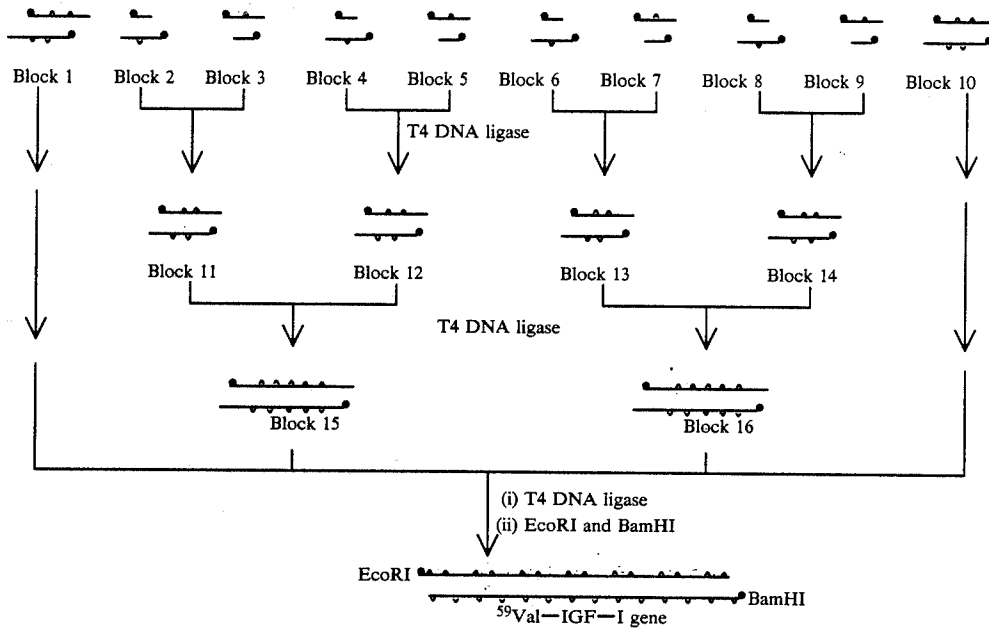 Block 1 Block 2 Block 3 Block 4 Block 5 Block 6 Block 7 Block 8 Block 9 Block 10
T4 DNA ligase
Block 11 Block 12 Block 13 Block 14
T4 DNA ligase
Block 15 Block 16
(i) T4 DNA ligase
(ii) EcoRI and BamHI
EcoRI
BamHI
⁵⁹Val—IGF—I gene